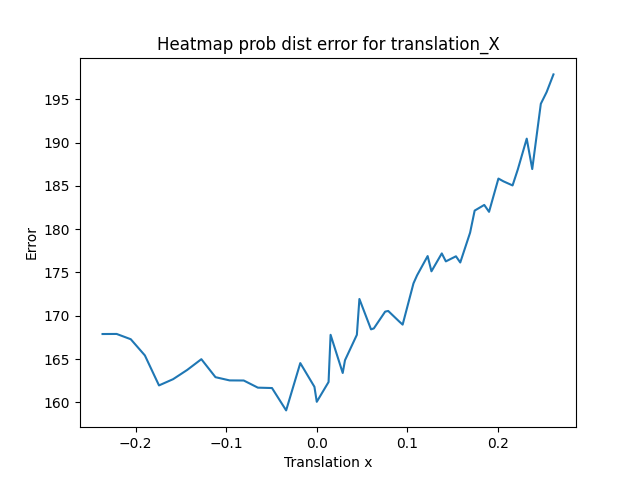 Heatmap prob dist error for translation_X
195
190
185
180
175
170
165
160
Error
−0.2 −0.1 0.0 0.1 0.2
Translation x